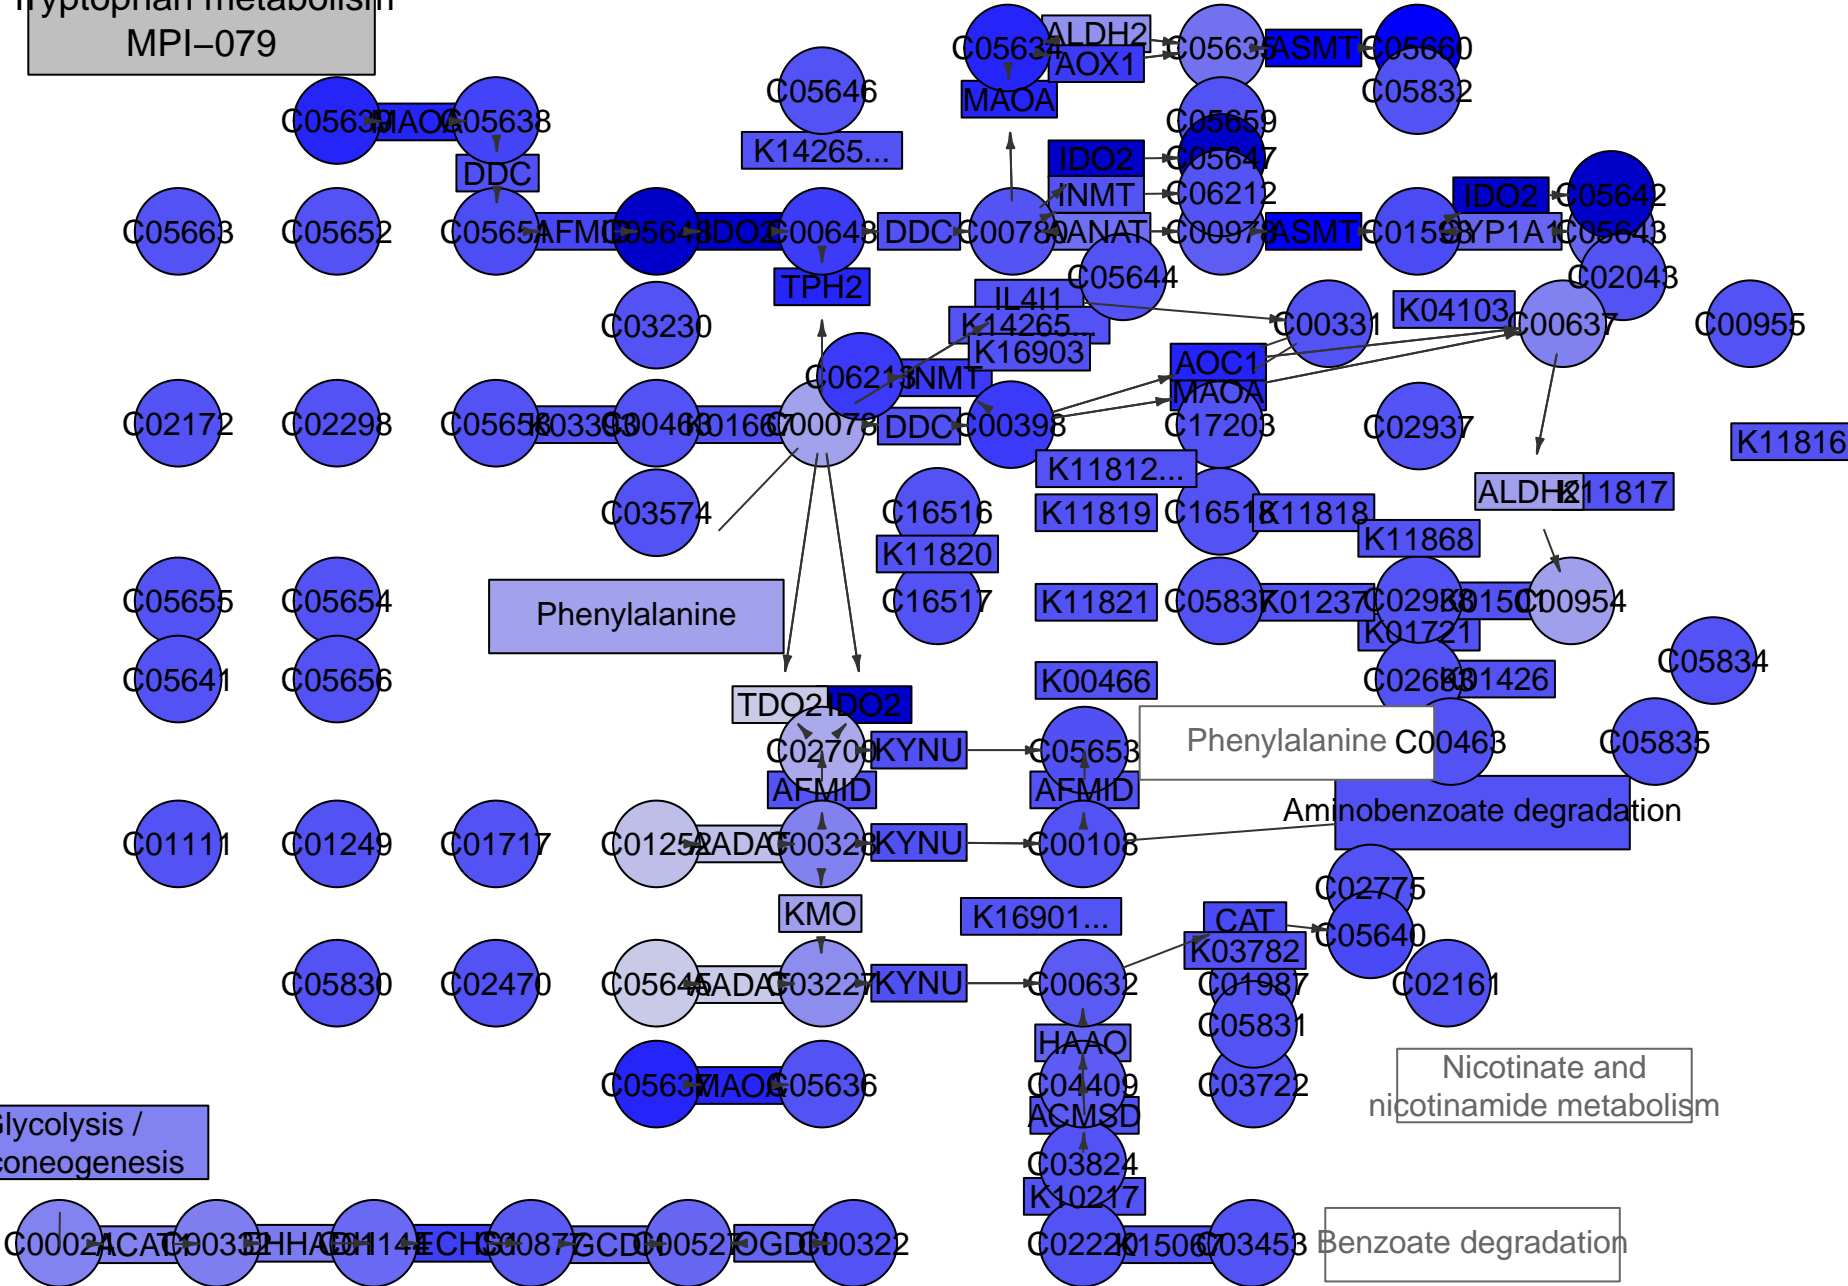 Tryptophan metabolism
MPI−079
C05634
ALDH2
C05635
ASMT
C05660
AOX1
C05646
MAOA
C05832
C05639
MAOA
C05638
C05659
K14265...
IDO2
C05647
DDC
INMT
C06212
IDO2
C05642
C05663
C05652
C05651
AFMID
C05648
IDO2
C00643
DDC
C00780
AANAT
C00978
ASMT
C01598
CYP1A1
C05643
TPH2
C05644
C02043
IL4I1
K04103
C03230
K14265...
C00331
C00637
C00955
K16903
C06213
INMT
AOC1
MAOA
C02172
C02298
C05658
K03393
C00463
K01667
C00078
DDC
C00398
C17203
C02937
K11816
K11812...
ALDH2
K11817
C03574
C16516
K11819
C16518
K11818
K11868
K11820
C05655
C05654
Phenylalanine
C16517
K11821
C05837
K01237
C02938
K01501
C00954
K01721
C05641
C05656
K00466
C02693
K01426
C05834
TDO2
IDO2
C02700
KYNU
C05653
Phenylalanine
C00463
C05835
AFMID
AFMID
Aminobenzoate degradation
C01111
C01249
C01717
C01252
AADAT
C00328
KYNU
C00108
C02775
KMO
K16901...
CAT
C05640
K03782
C05830
C02470
C05645
AADAT
C03227
KYNU
C00632
C01987
C02161
C05831
HAAO
C05637
MAOA
C05636
C04409
C03722
Nicotinate and
nicotinamide metabolism
ACMSD
Glycolysis /
coneogenesis
C03824
K10217
C00024
ACAT1
C00332
EHHADH
C01144
ECHS1
C00877
GCDH
C00527
OGDH
C00322
C02220
K15067
C03453
Benzoate degradation